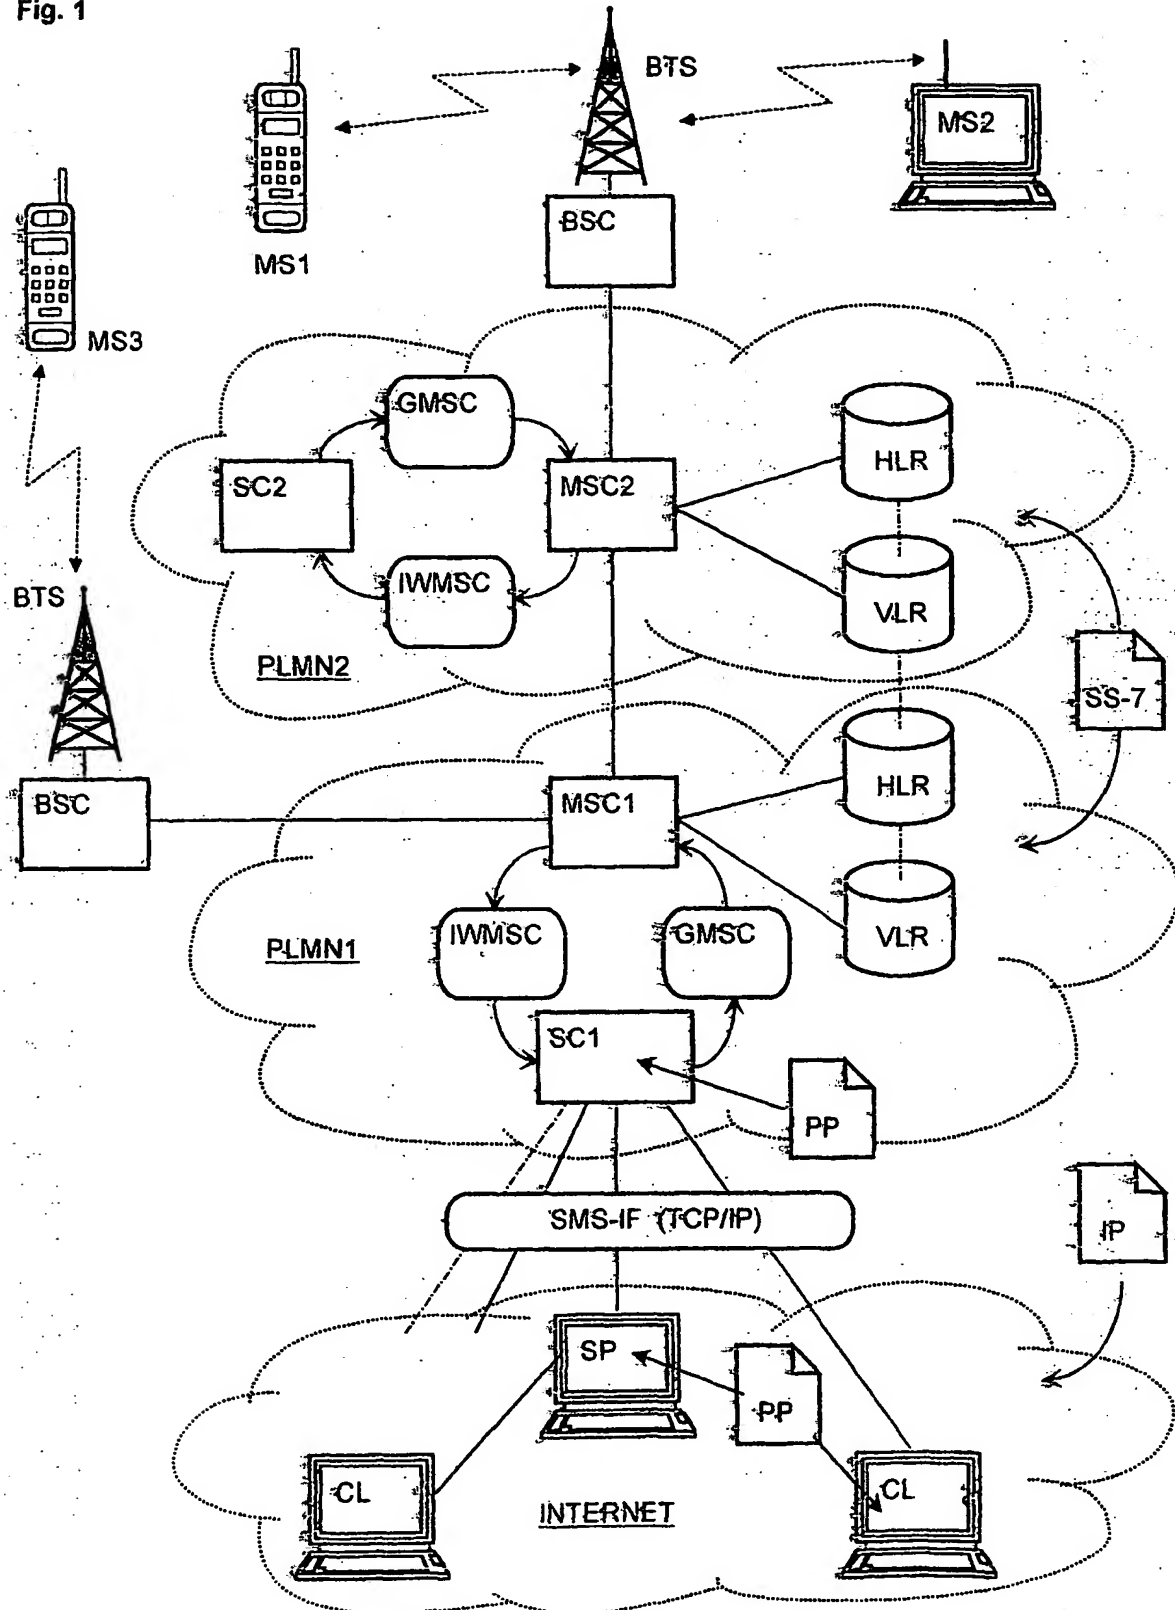 Fig. 1
BTS
MS2
BSC
MS1
MS3
GMSC
HLR
SC2
MSC2
IWMSC
BTS
VLR
PLMN2
SS-7
HLR
BSC
MSC1
IWMSC
GMSC
VLR
PLMN1
SC1
PP
SMS-IF (TCP/IP)
IP
SP
PP
CL
CL
INTERNET